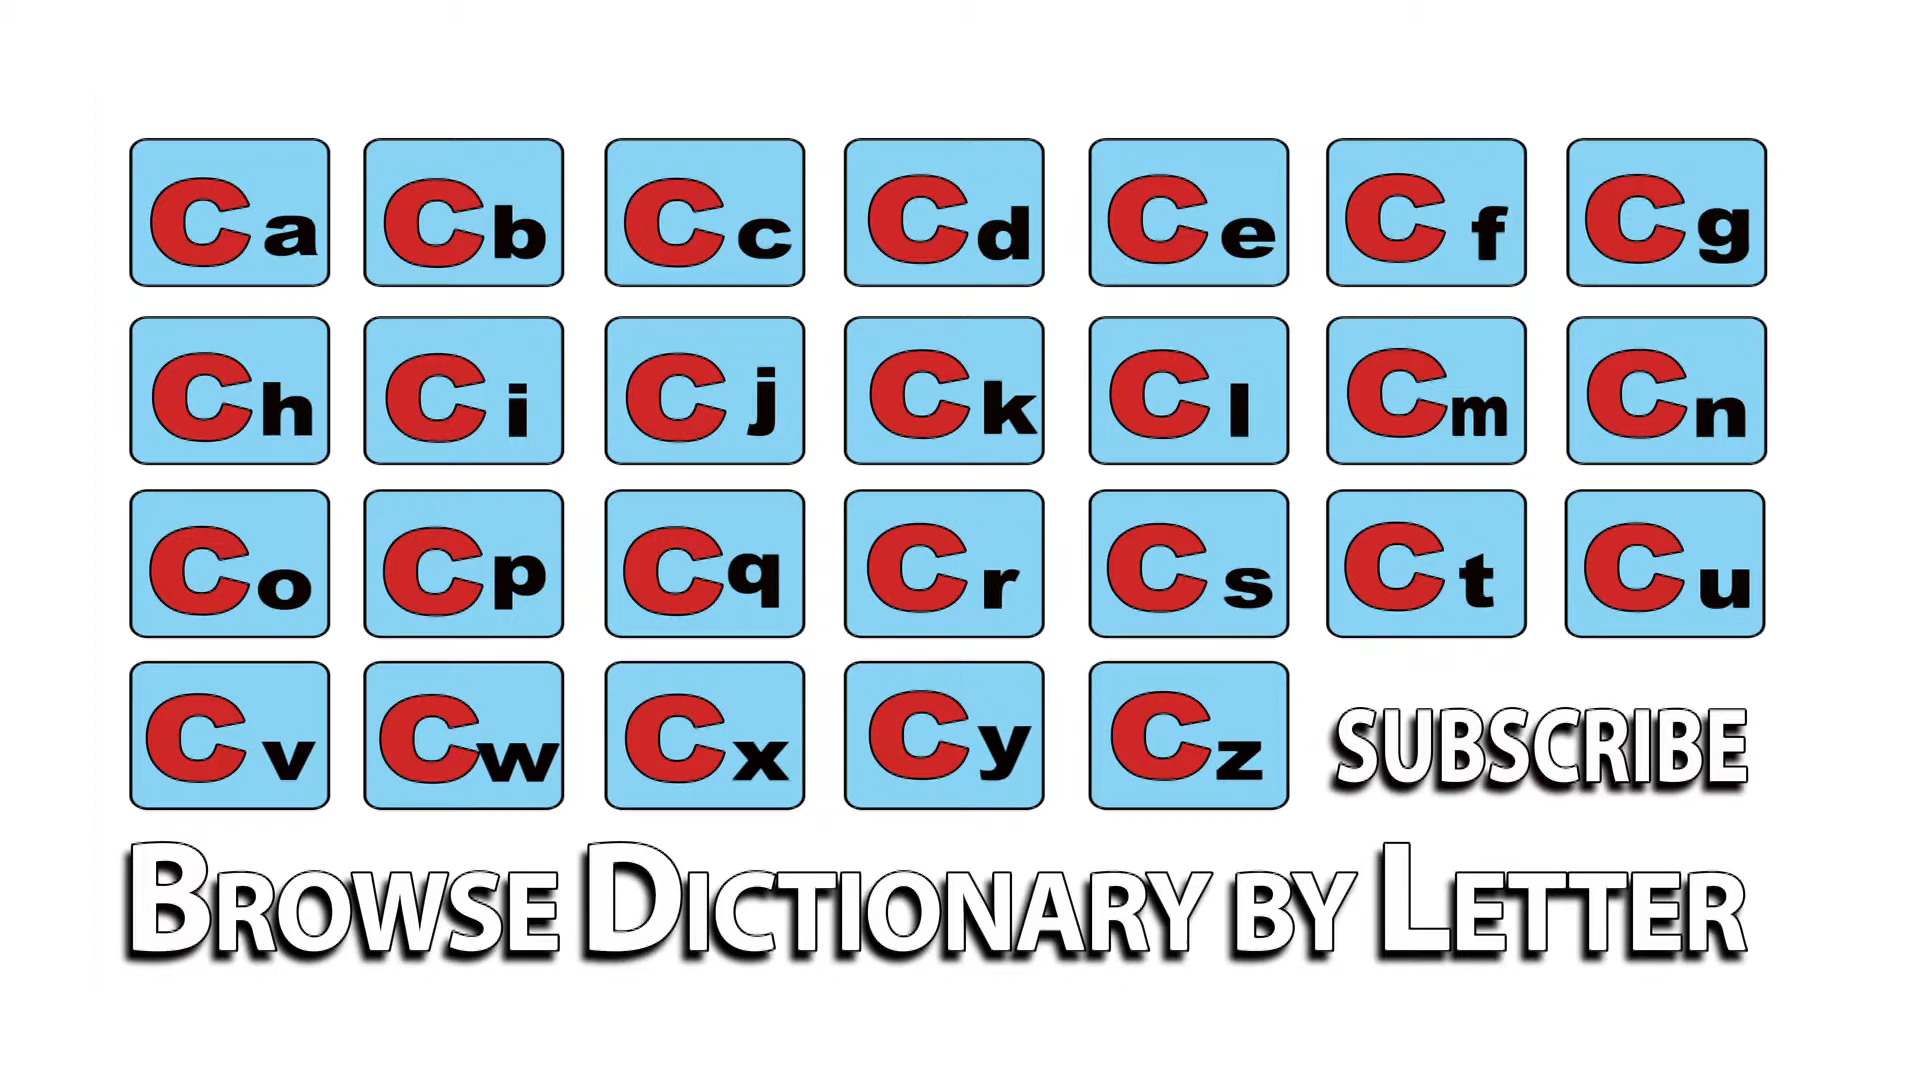 Ca Cb Cc Cd Ce Cf Cg
Ch Ci Cj Ck Cl Cm Cn
Co Cp Cq Cr Cs Ct Cu
Cv Cw Cx Cy Cz SUBSCRIBE
BROWSE DICTIONARY BY LETTER